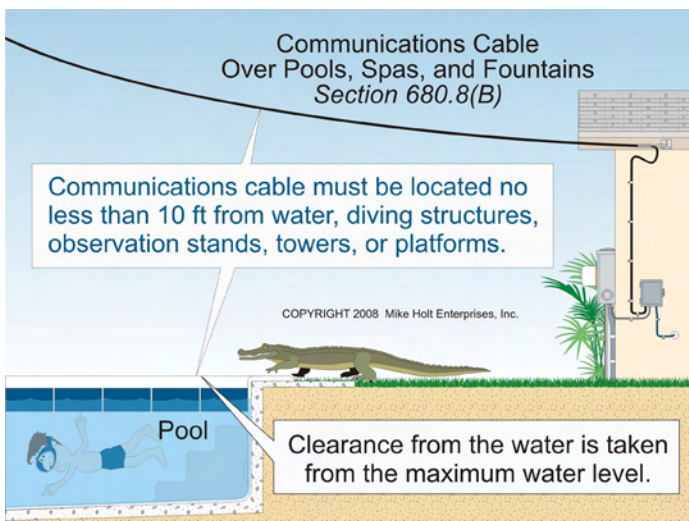 Communications Cable
Over Pools, Spas, and Fountains
Section 680.8(B)
Communications cable must be located no
less than 10 ft from water, diving structures,
observation stands, towers, or platforms.
COPYRIGHT 2008 Mike Holt Enterprises, Inc.
Pool
Clearance from the water is taken
from the maximum water level.